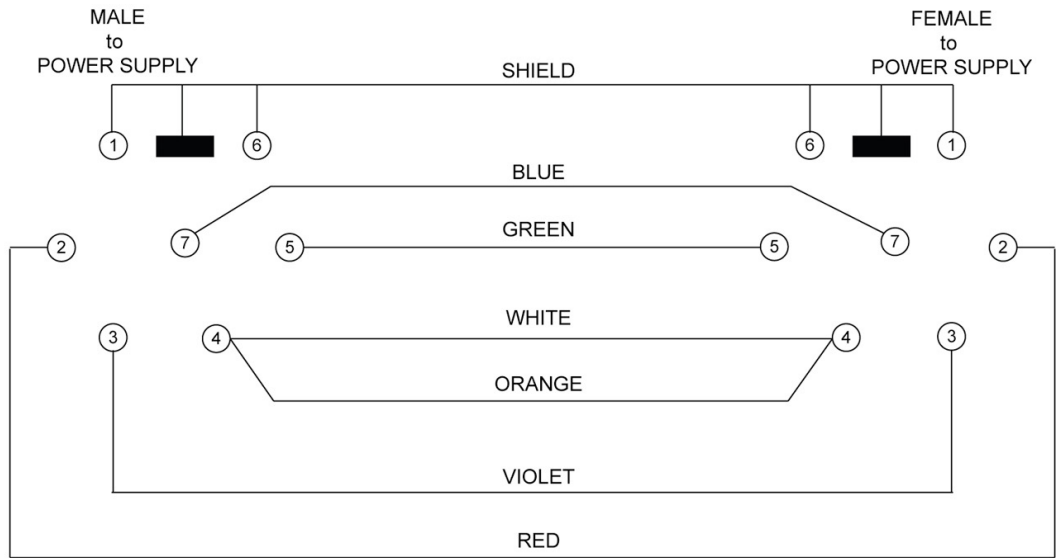 MALE
to
POWER SUPPLY
FEMALE
to
POWER SUPPLY
SHIELD
1
6
6
1
BLUE
2
7
5
GREEN
5
7
2
WHITE
3
4
4
3
ORANGE
VIOLET
RED